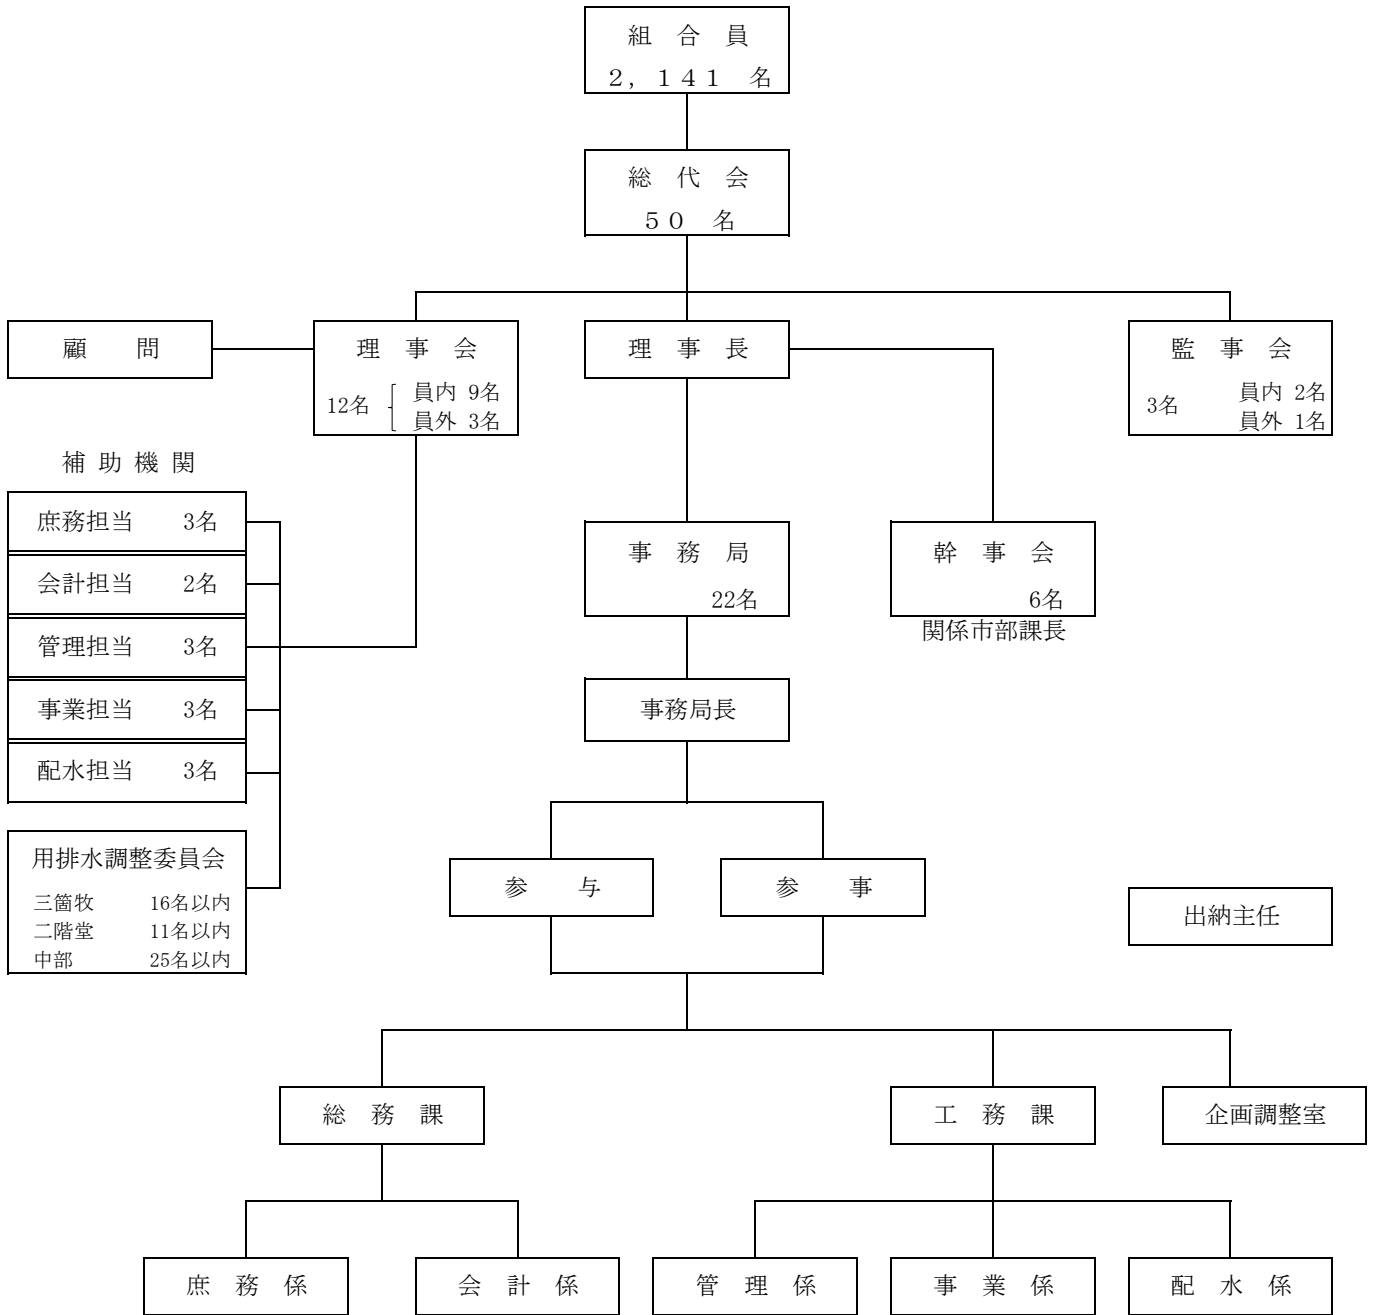 組　合　員
２，１４１　名
総　代　会
５０　名
顧　　問
理　事　会
12名
員内 9名
員外 3名
理　事　長
監　事　会
3名
員内 2名
員外 1名
補 助 機 関
庶務担当　　3名
会計担当　　2名
管理担当　　3名
事業担当　　3名
配水担当　　3名
事　務　局
22名
幹　事　会
6名
関係市部課長
事務局長
用排水調整委員会
三箇牧　　16名以内
二階堂　　11名以内
中部　　25名以内
参　　与
参　　事
出納主任
総　務　課
工　務　課
企画調整室
庶　務　係
会　計　係
管　理　係
事　業　係
配　水　係